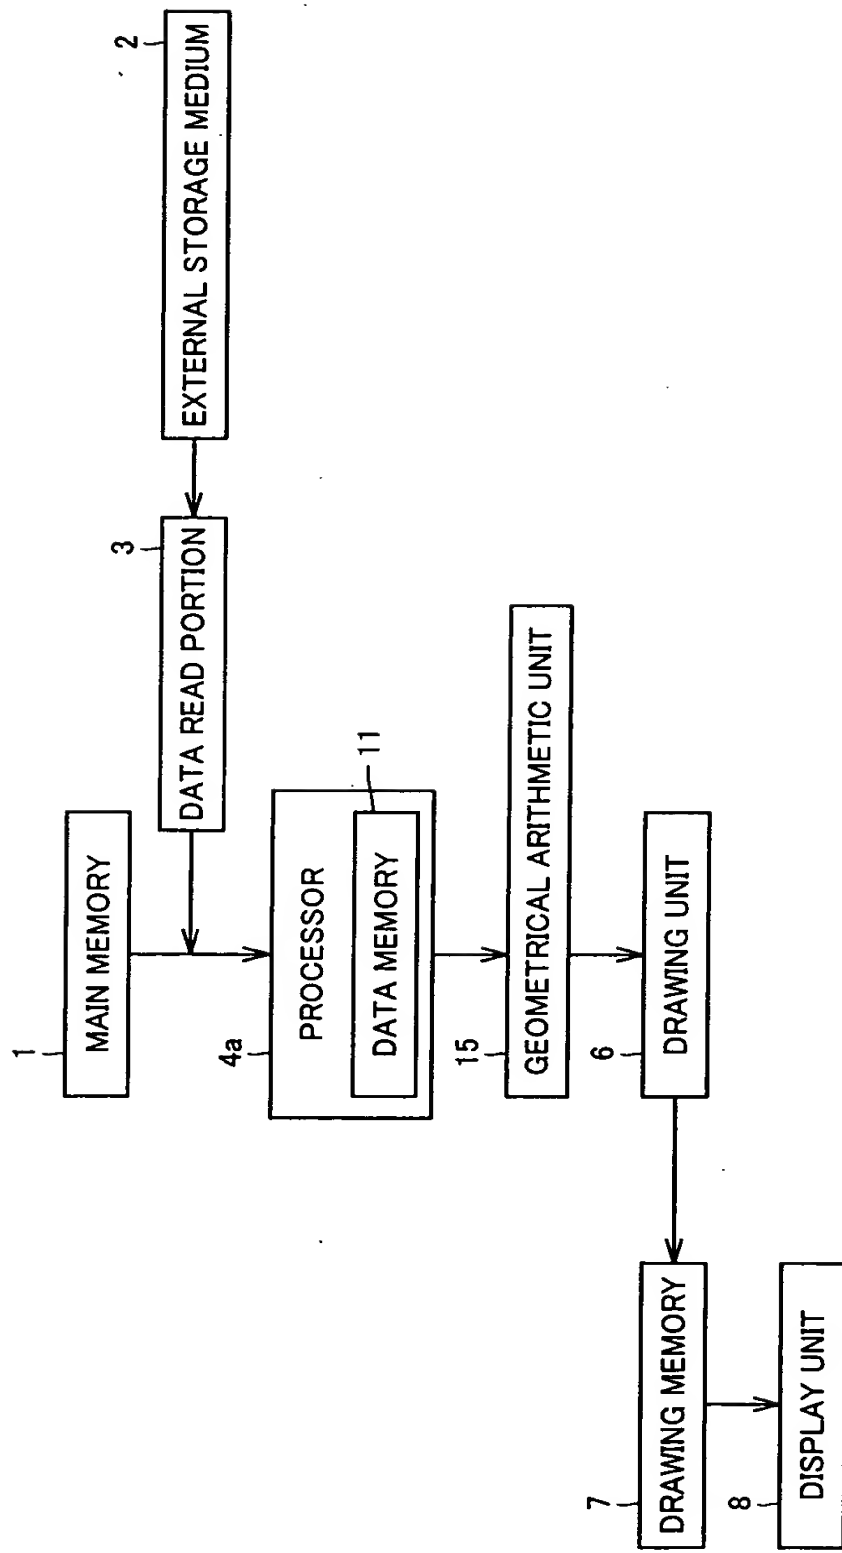 1
MAIN MEMORY
2
EXTERNAL STORAGE MEDIUM
3
DATA READ PORTION
4a
PROCESSOR
11
DATA MEMORY
15
GEOMETRICAL ARITHMETIC UNIT
6
DRAWING UNIT
7
DRAWING MEMORY
8
DISPLAY UNIT